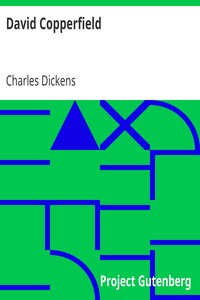 David Copperfield
Charles Dickens
Project Gutenberg